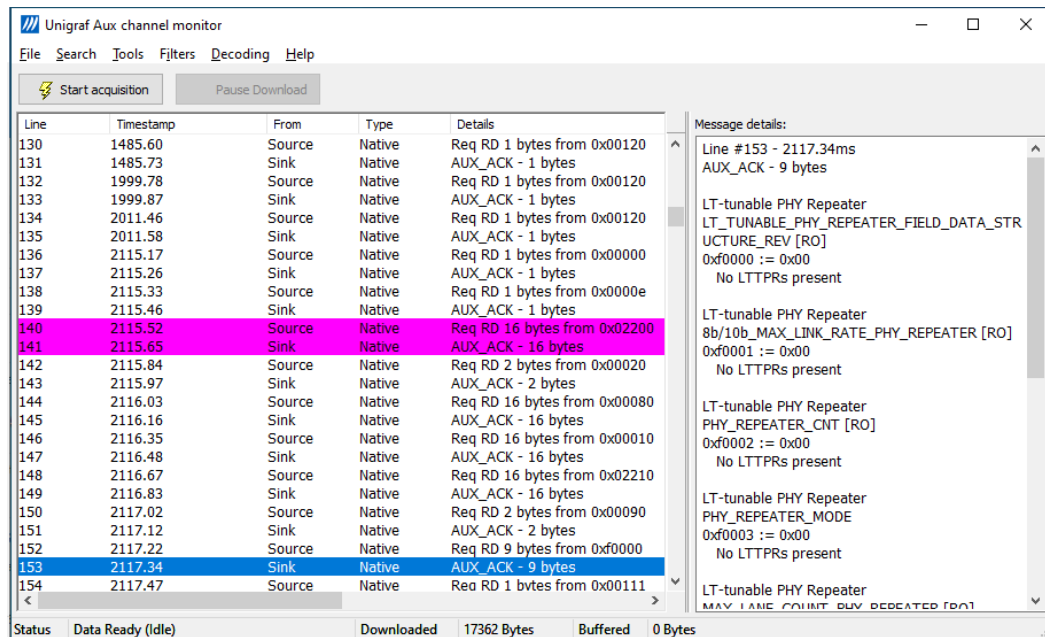 Unigraf Aux channel monitor
File Search Tools Filters Decoding Help
Start acquisition Pause Download
Line Timestamp From Type Details
130 1485.60 Source Native Req RD 1 bytes from 0x00120
131 1485.73 Sink Native AUX_ACK - 1 bytes
132 1999.78 Source Native Req RD 1 bytes from 0x00120
133 1999.87 Sink Native AUX_ACK - 1 bytes
134 2011.46 Source Native Req RD 1 bytes from 0x00120
135 2011.58 Sink Native AUX_ACK - 1 bytes
136 2115.17 Source Native Req RD 1 bytes from 0x00000
137 2115.26 Sink Native AUX_ACK - 1 bytes
138 2115.33 Source Native Req RD 1 bytes from 0x0000e
139 2115.46 Sink Native AUX_ACK - 1 bytes
140 2115.52 Source Native Req RD 16 bytes from 0x02200
141 2115.65 Sink Native AUX_ACK - 16 bytes
142 2115.84 Source Native Req RD 2 bytes from 0x00020
143 2115.97 Sink Native AUX_ACK - 2 bytes
144 2116.03 Source Native Req RD 16 bytes from 0x00080
145 2116.16 Sink Native AUX_ACK - 16 bytes
146 2116.35 Source Native Req RD 16 bytes from 0x00010
147 2116.48 Sink Native AUX_ACK - 16 bytes
148 2116.67 Source Native Req RD 16 bytes from 0x02210
149 2116.83 Sink Native AUX_ACK - 16 bytes
150 2117.02 Source Native Req RD 2 bytes from 0x00090
151 2117.12 Sink Native AUX_ACK - 2 bytes
152 2117.22 Source Native Req RD 9 bytes from 0xf0000
153 2117.34 Sink Native AUX_ACK - 9 bytes
154 2117.47 Source Native Req RD 1 bytes from 0x00111
Message details:
Line #153 - 2117.34ms
AUX_ACK - 9 bytes
LT-tunable PHY Repeater
LT_TUNABLE_PHY_REPEATER_FIELD_DATA_STR
UCTURE_REV [RO]
0xf0000 := 0x00
No LTTPRs present
LT-tunable PHY Repeater
8b/10b_MAX_LINK_RATE_PHY_REPEATER [RO]
0xf0001 := 0x00
No LTTPRs present
LT-tunable PHY Repeater
PHY_REPEATER_CNT [RO]
0xf0002 := 0x00
No LTTPRs present
LT-tunable PHY Repeater
PHY_REPEATER_MODE
0xf0003 := 0x00
No LTTPRs present
LT-tunable PHY Repeater
MAX_LANE_COUNT_PHY_REPEATER [RO]
Status Data Ready (Idle) Downloaded 17362 Bytes Buffered 0 Bytes